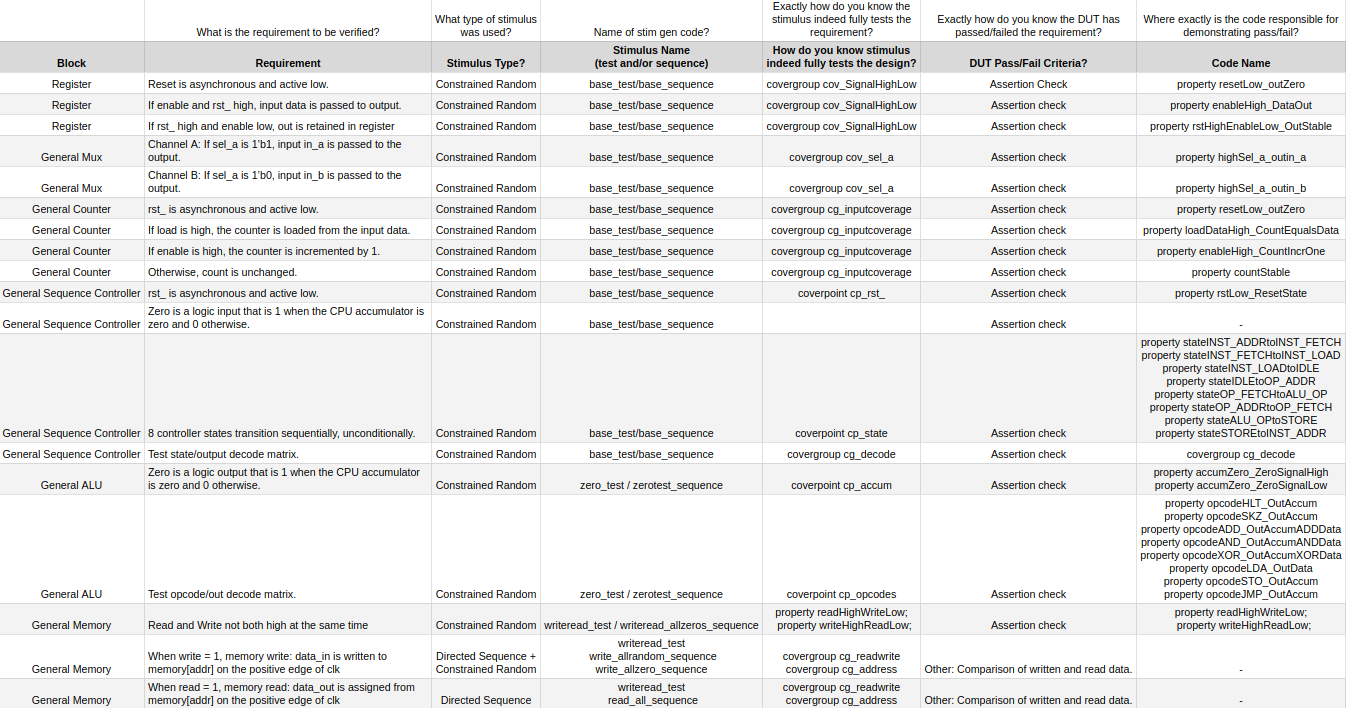 What is the requirement to be verified?
What type of stimulus
was used?
Name of stim gen code?
Exactly how do you know the
stimulus indeed fully tests the
requirement?
Exactly how do you know the DUT has
passed/failed the requirement?
Where exactly is the code responsible for
demonstrating pass/fail?
Block
Requirement
Stimulus Type?
Stimulus Name
(test and/or sequence)
How do you know stimulus
indeed fully tests the design?
DUT Pass/Fail Criteria?
Code Name
Register
Reset is asynchronous and active low.
Constrained Random
base_test/base_sequence
covergroup cov_SignalHighLow
Assertion Check
property resetLow_outZero
Register
If enable and rst_ high, input data is passed to output.
Constrained Random
base_test/base_sequence
covergroup cov_SignalHighLow
Assertion check
property enableHigh_DataOut
Register
If rst_ high and enable low, out is retained in register
Constrained Random
base_test/base_sequence
covergroup cov_SignalHighLow
Assertion check
property rstHighEnableLow_OutStable
General Mux
Channel A: If sel_a is 1'b1, input in_a is passed to the
output.
Constrained Random
base_test/base_sequence
covergroup cov_sel_a
Assertion check
property highSel_a_outin_a
General Mux
Channel B: If sel_a is 1'b0, input in_b is passed to the
output.
Constrained Random
base_test/base_sequence
covergroup cov_sel_a
Assertion check
property highSel_a_outin_b
General Counter
rst_ is asynchronous and active low.
Constrained Random
base_test/base_sequence
covergroup cg_inputcoverage
Assertion check
property resetLow_outZero
General Counter
If load is high, the counter is loaded from the input data.
Constrained Random
base_test/base_sequence
covergroup cg_inputcoverage
Assertion check
property loadDataHigh_CountEqualsData
General Counter
If enable is high, the counter is incremented by 1.
Constrained Random
base_test/base_sequence
covergroup cg_inputcoverage
Assertion check
property enableHigh_CountIncrOne
General Counter
Otherwise, count is unchanged.
Constrained Random
base_test/base_sequence
covergroup cg_inputcoverage
Assertion check
property countStable
General Sequence Controller
rst_ is asynchronous and active low.
Constrained Random
base_test/base_sequence
coverpoint cp_rst_
Assertion check
property rstLow_ResetState
General Sequence Controller
Zero is a logic input that is 1 when the CPU accumulator is
zero and 0 otherwise.
Constrained Random
base_test/base_sequence
Assertion check
-
General Sequence Controller
8 controller states transition sequentially, unconditionally.
Constrained Random
base_test/base_sequence
coverpoint cp_state
Assertion check
property stateINST_ADDRtoINST_FETCH
property stateINST_FETCHtoINST_LOAD
property stateINST_LOADtoIDLE
property stateIDLEtoOP_ADDR
property stateOP_FETCHtoALU_OP
property stateOP_ADDRtoOP_FETCH
property stateALU_OPtoSTORE
property stateSTOREtoINST_ADDR
General Sequence Controller
Test state/output decode matrix.
Constrained Random
base_test/base_sequence
covergroup cg_decode
Assertion check
covergroup cg_decode
General ALU
Zero is a logic output that is 1 when the CPU accumulator
is zero and 0 otherwise.
Constrained Random
zero_test / zerotest_sequence
coverpoint cp_accum
Assertion check
property accumZero_ZeroSignalHigh
property accumZero_ZeroSignalLow
General ALU
Test opcode/out decode matrix.
Constrained Random
zero_test / zerotest_sequence
coverpoint cp_opcodes
Assertion check
property opcodeHLT_OutAccum
property opcodeSKZ_OutAccum
property opcodeADD_OutAccumADDData
property opcodeAND_OutAccumANDData
property opcodeXOR_OutAccumXORData
property opcodeLDA_OutData
property opcodeSTO_OutAccum
property opcodeJMP_OutAccum
General Memory
Read and Write not both high at the same time
Constrained Random
writeread_test / writeread_allzeros_sequence
property readHighWriteLow;
property writeHighReadLow;
Assertion check
property readHighWriteLow;
property writeHighReadLow;
General Memory
When write = 1, memory write: data_in is written to
memory[addr] on the positive edge of clk
Directed Sequence +
Constrained Random
writeread_test
write_allrandom_sequence
write_allzero_sequence
covergroup cg_readwrite
covergroup cg_address
Other: Comparison of written and read data.
-
General Memory
When read = 1, memory read: data_out is assigned from
memory[addr] on the positive edge of clk
Directed Sequence
writeread_test
read_all_sequence
covergroup cg_readwrite
covergroup cg_address
Other: Comparison of written and read data.
-